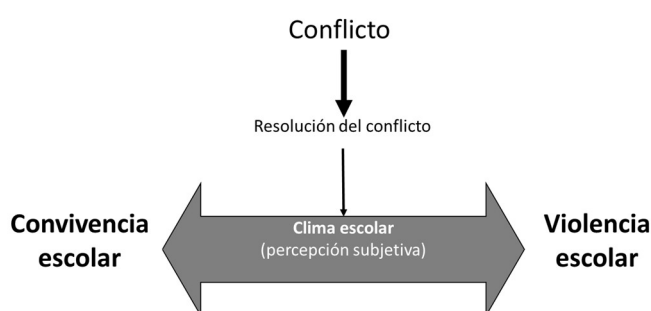 Conflicto
Resolución del conflicto
Convivencia
escolar
Clima escolar
(percepción subjetiva)
Violencia
escolar